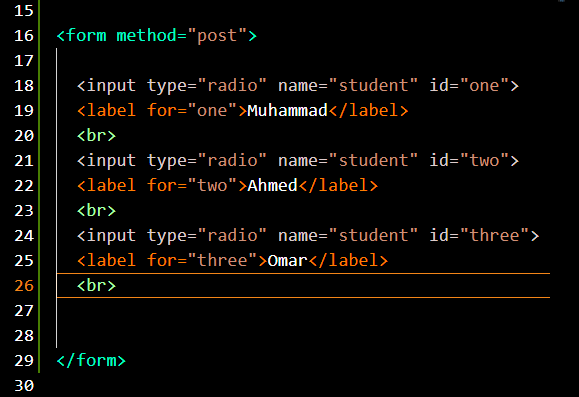 15
16 <form method="post">
17
18 <input type="radio" name="student" id="one">
19 <label for="one">Muhammad</label>
20 <br>
21 <input type="radio" name="student" id="two">
22 <label for="two">Ahmed</label>
23 <br>
24 <input type="radio" name="student" id="three">
25 <label for="three">Omar</label>
26 <br>
27
28
29 </form>
30